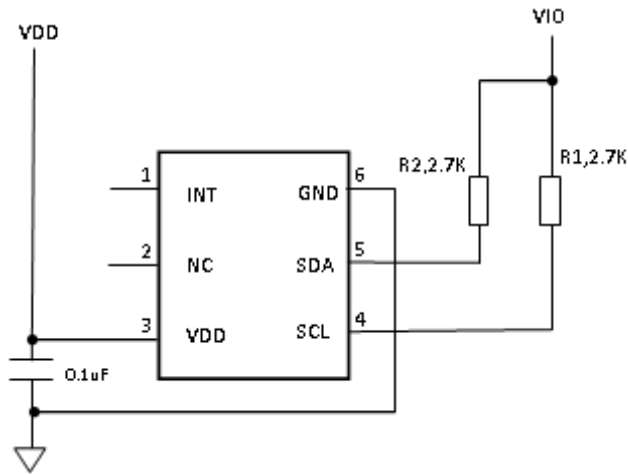 VDD
VIO
R2,2.7K
R1,2.7K
1
INT
GND
6
2
NC
SDA
5
3
VDD
SCL
4
0.1uF